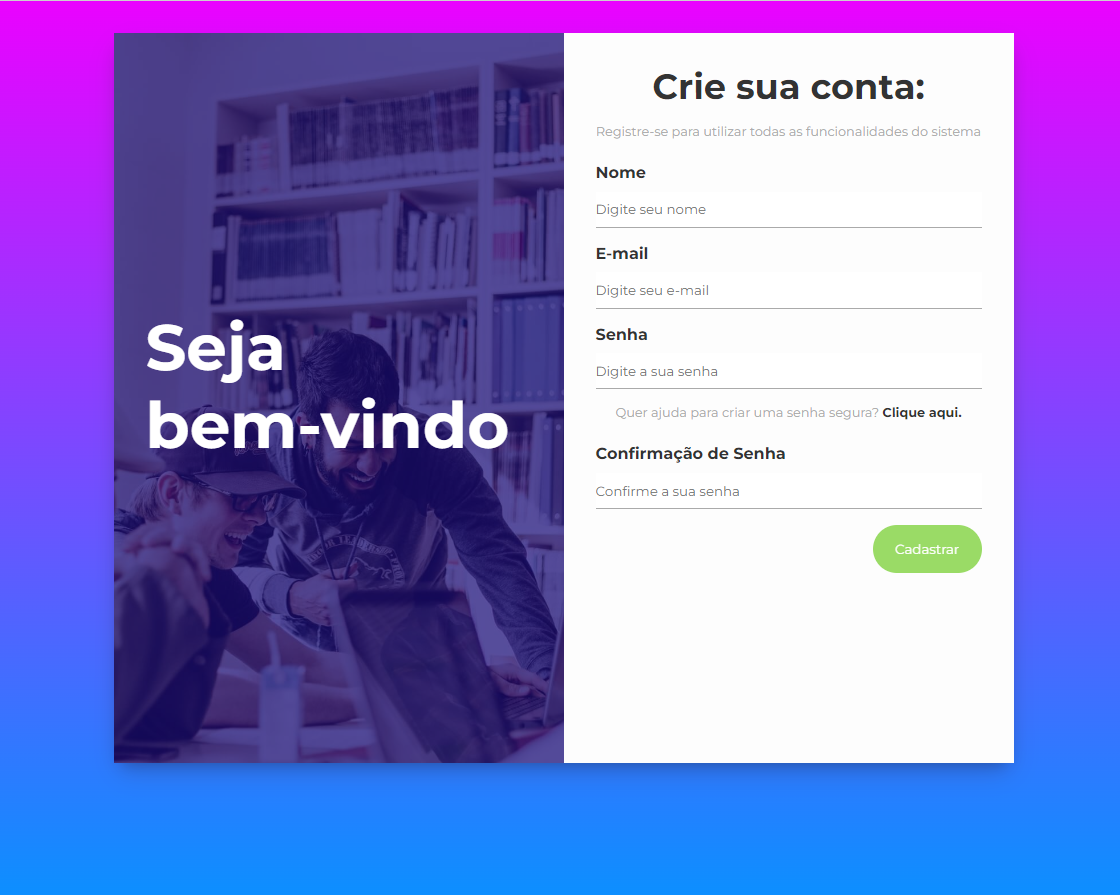 Seja
bem-vindo
Crie sua conta:
Registre-se para utilizar todas as funcionalidades do sistema
Nome
Digite seu nome
E-mail
Digite seu e-mail
Senha
Digite a sua senha
Quer ajuda para criar uma senha segura? Clique aqui.
Confirmação de Senha
Confirme a sua senha
Cadastrar